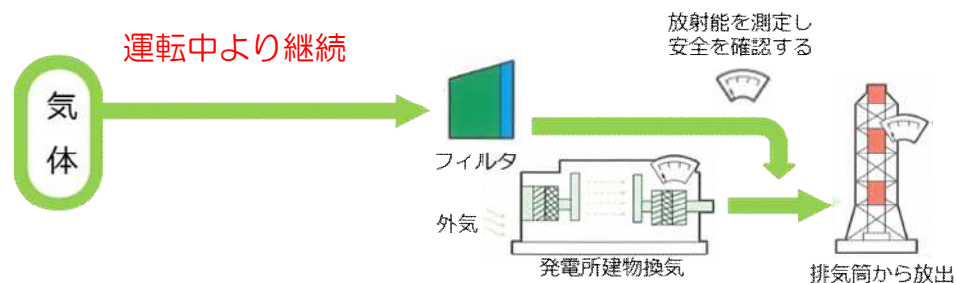 運転中より継続
放射能を測定し
安全を確認する
気
体
フィルタ
外気
発電所建物換気
排気筒から放出